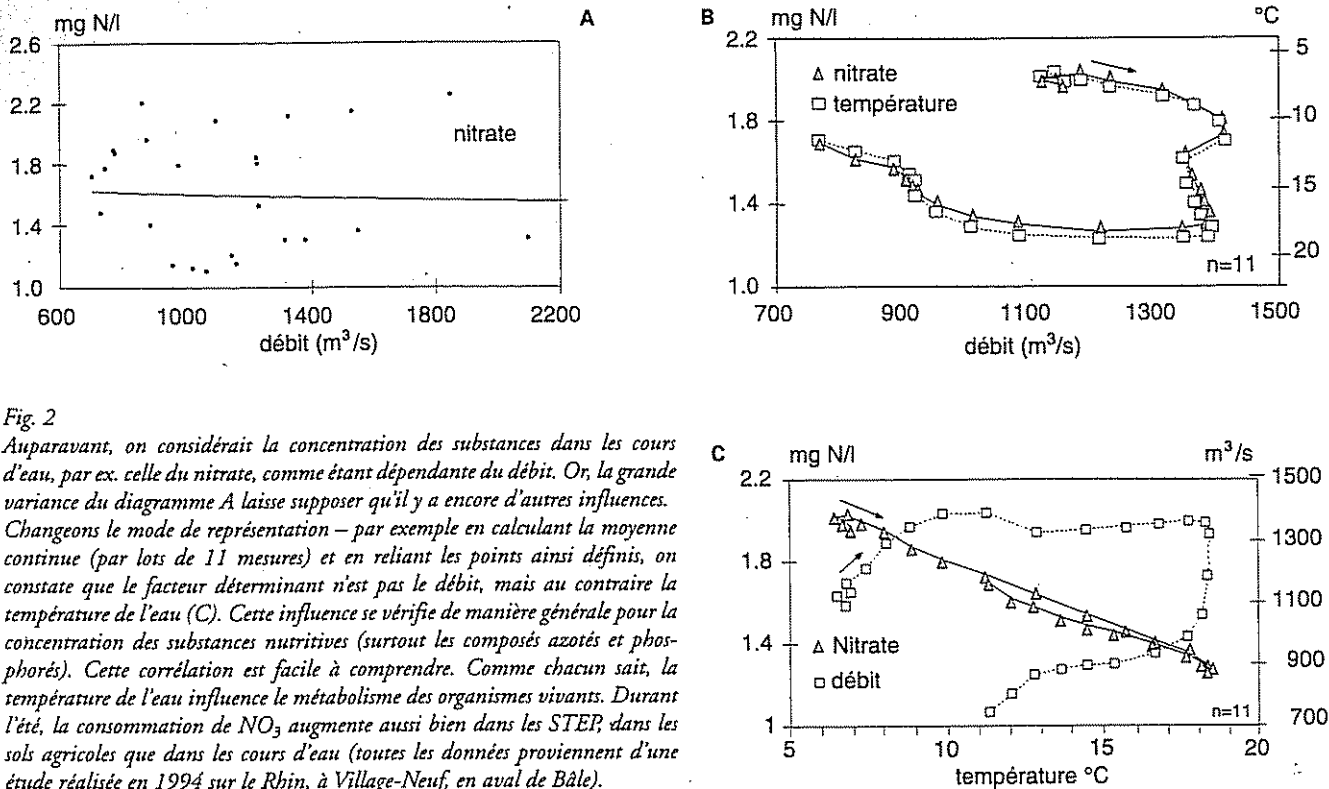 mg N/l
A
2.6
2.2
1.8
1.4
1.0
nitrate
600 1000 1400 1800 2200
débit (m³/s)
B
mg N/l
°C
2.2
1.8
1.4
1.0
nitrate
température
5
10
15
20
n=11
700 900 1100 1300 1500
débit (m³/s)
Fig. 2
Auparavant, on considérait la concentration des substances dans les cours
d'eau, par ex. celle du nitrate, comme étant dépendante du débit. Or, la grande
variance du diagramme A laisse supposer qu'il y a encore d'autres influences.
Changeons le mode de représentation – par exemple en calculant la moyenne
continue (par lots de 11 mesures) et en reliant les points ainsi définis, on
constate que le facteur déterminant n'est pas le débit, mais au contraire la
température de l'eau (C). Cette influence se vérifie de manière générale pour la
concentration des substances nutritives (surtout les composés azotés et phos-
phorés). Cette corrélation est facile à comprendre. Comme chacun sait, la
température de l'eau influence le métabolisme des organismes vivants. Durant
l'été, la consommation de NO₃ augmente aussi bien dans les STEP, dans les
sols agricoles que dans les cours d'eau (toutes les données proviennent d'une
étude réalisée en 1994 sur le Rhin, à Village-Neuf, en aval de Bâle).
C
mg N/l
m³/s
2.2
1.8
1.4
1
Nitrate
débit
1500
1300
1100
900
700
n=11
5 10 15 20
température °C